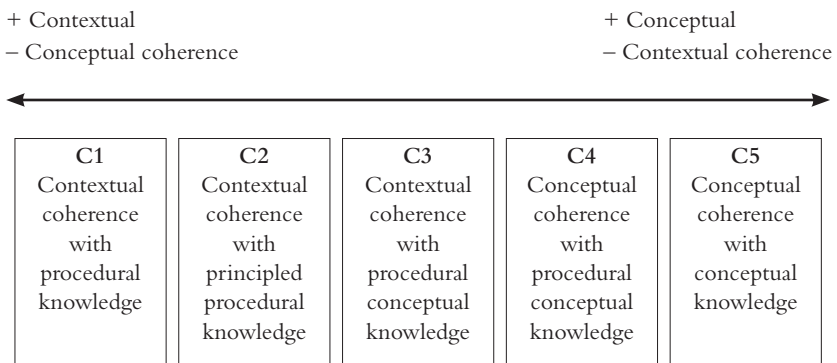 + Contextual
– Conceptual coherence
+ Conceptual
– Contextual coherence
C1
Contextual
coherence
with
procedural
knowledge
C2
Contextual
coherence
with
principled
procedural
knowledge
C3
Contextual
coherence
with
procedural
conceptual
knowledge
C4
Conceptual
coherence
with
procedural
conceptual
knowledge
C5
Conceptual
coherence
with
conceptual
knowledge